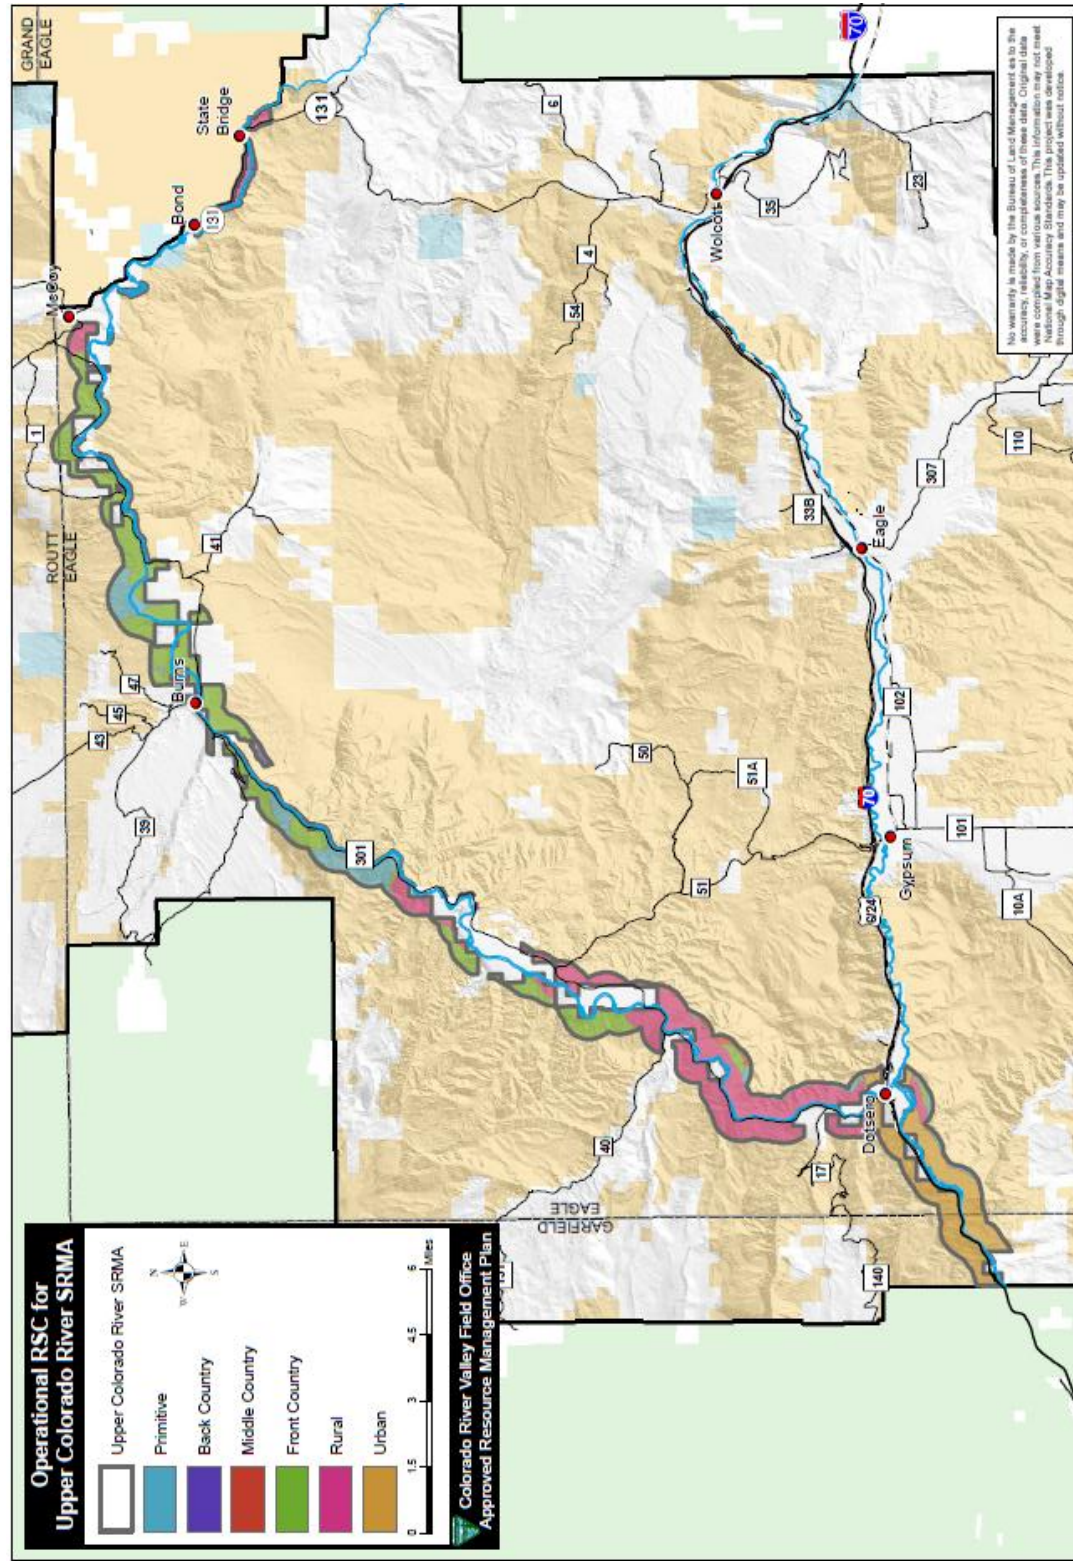 Operational RSC for
Upper Colorado River SRMA
Upper Colorado River SRMA
Primitive
Back Country
Middle Country
Front Country
Rural
Urban
N
W
E
S
0
1.5
3
4.5
6
Miles
Colorado River Valley Field Office
Approved Resource Management Plan
ROUTT
EAGLE
GRAND
EAGLE
GARFIELD
EAGLE
McCoy
Bond
State
Bridge
Burns
Wolcott
Eagle
Gypsum
Dotsero
1
131
131
6
4
54
35
23
41
47
45
43
39
301
50
51A
51
40
17
140
33B
307
110
102
101
10A
6/24
70
70
No warranty is made by the Bureau of Land Management as to the
accuracy, reliability, or completeness of these data. Original data
were compiled from various sources. This information may not meet
National Map Accuracy Standards. This project was developed
through digital means and may be updated without notice.